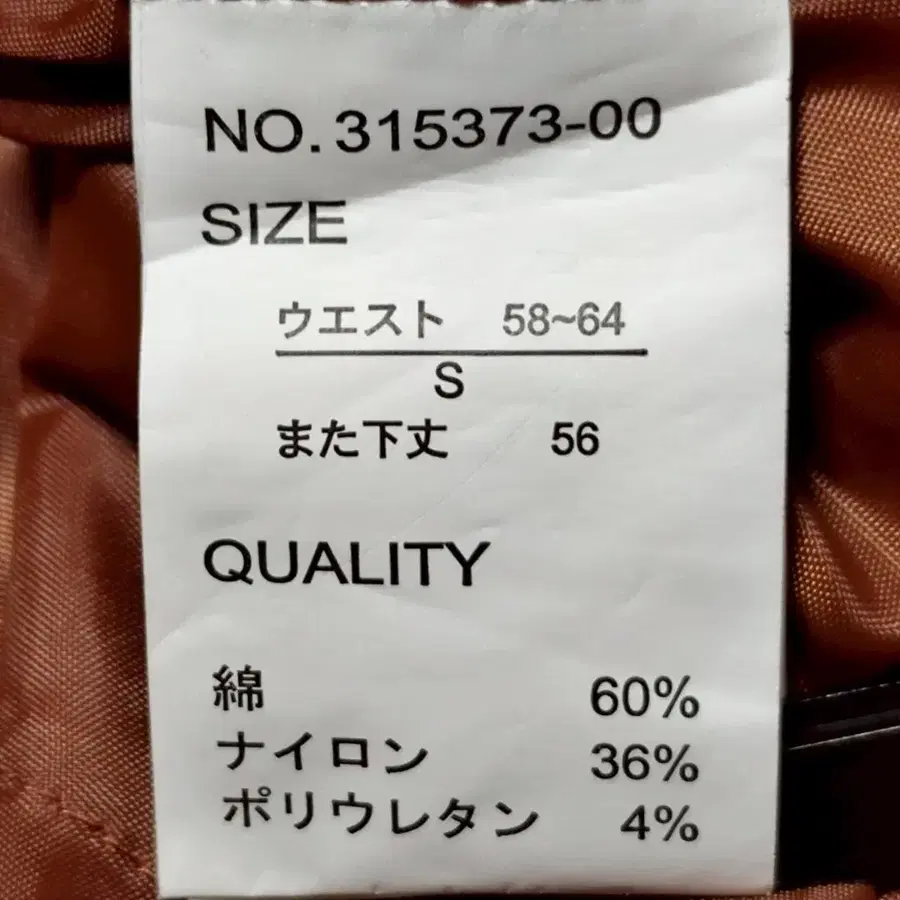 NO.315373-00
SIZE
ウエスト 58~64
S
また下丈 56
QUALITY
綿 60%
ナイロン 36%
ポリウレタン 4%